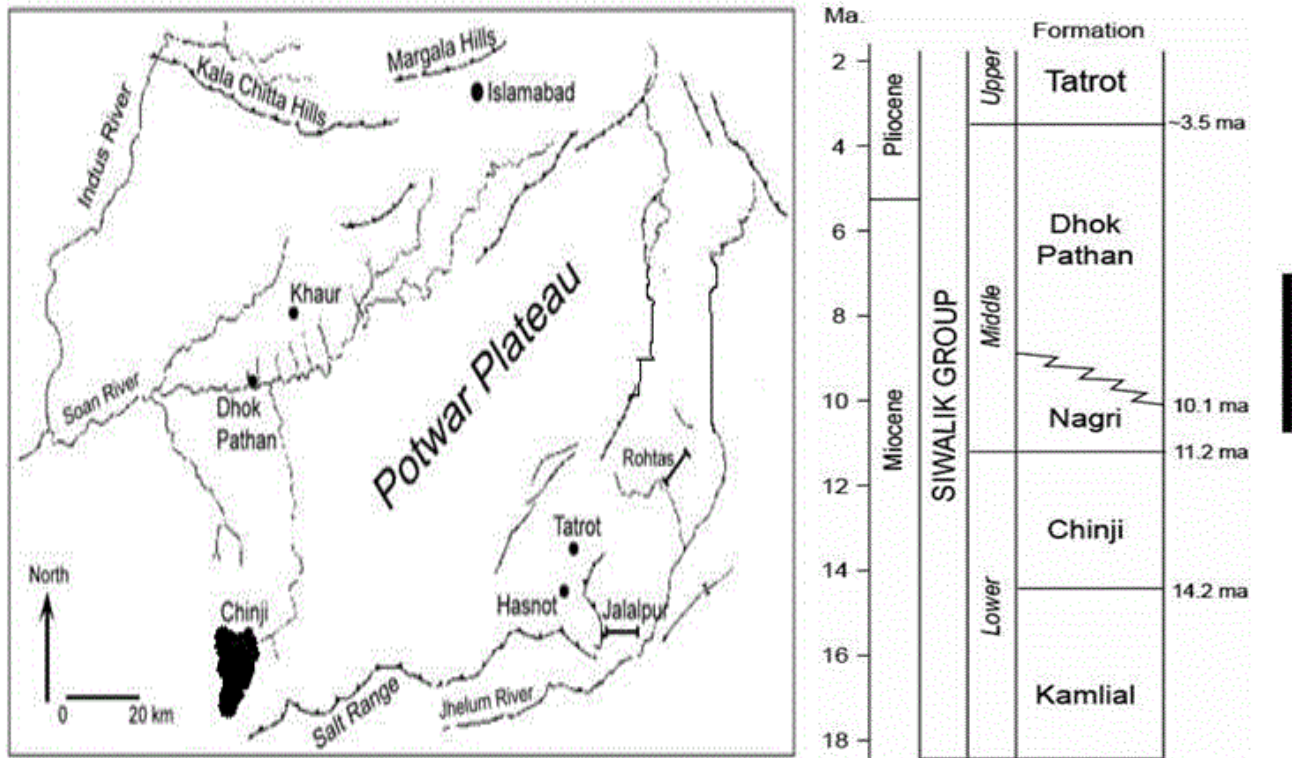 Margala Hills
Kala Chitta Hills
Islamabad
Indus River
Khaur
Soan River
Dhok
Pathan
Potwar Plateau
Rohtas
Tatrot
North
Hasnot
Jalalpur
Chinji
0 20 km
Salt Range
Jhelum River
Ma.
Formation
2
4
6
8
10
12
14
16
18
Pliocene
Miocene
SIWALIK GROUP
Upper
Middle
Lower
Tatrot
~3.5 ma
Dhok
Pathan
10.1 ma
Nagri
11.2 ma
Chinji
14.2 ma
Kamlial